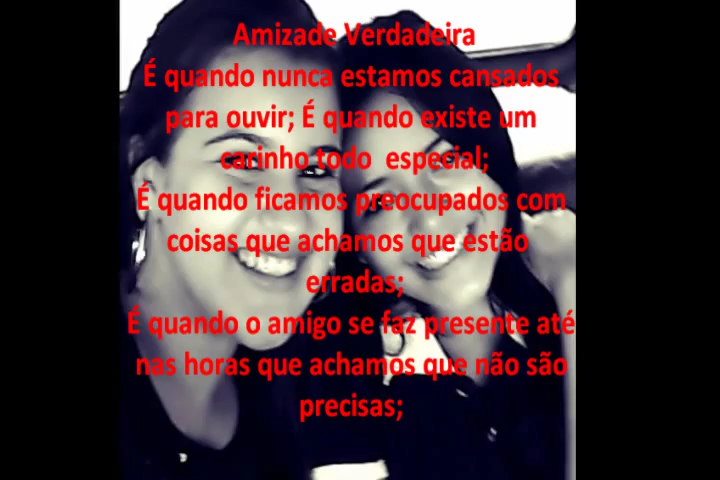 Amizade Verdadeira
É quando nunca estamos cansados
para ouvir; É quando existe um
carinho todo especial;
É quando ficamos preocupados com
coisas que achamos que estão
erradas;
É quando o amigo se faz presente até
nas horas que achamos que não são
precisas;